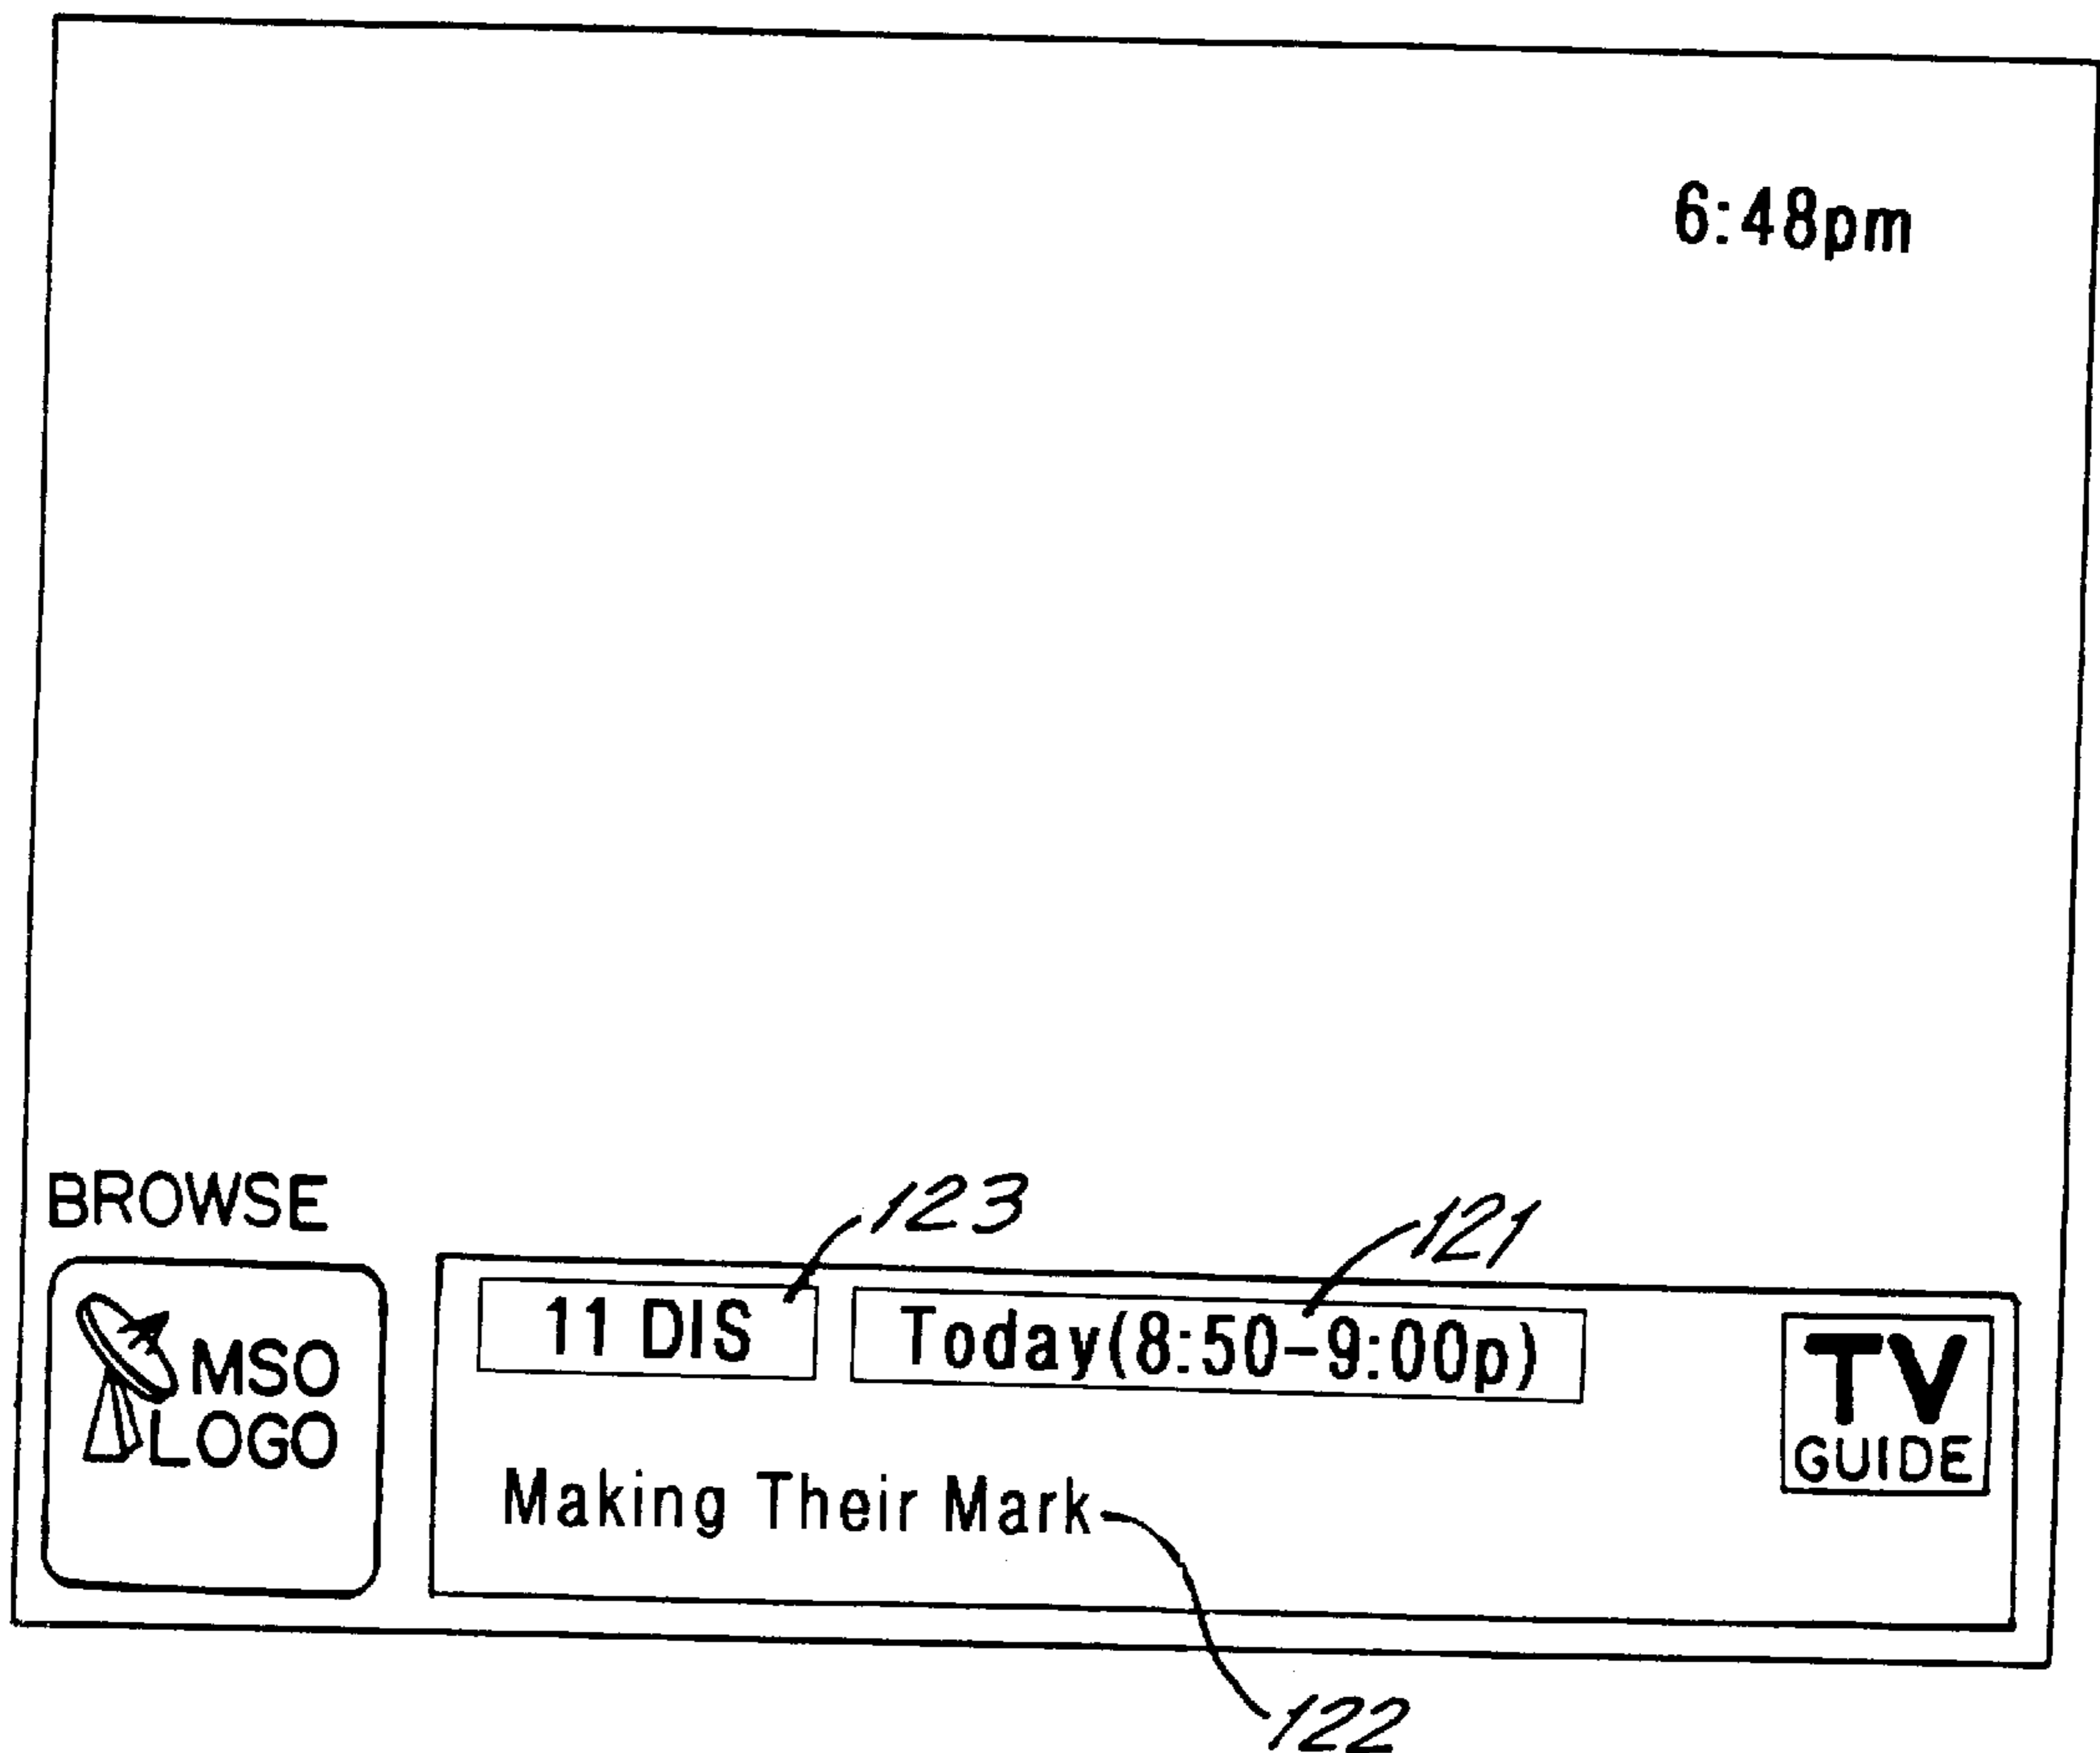 6:48pm
BROWSE
123
121
MSO
LOGO
11 DIS
Today(8:50-9:00p)
TV
GUIDE
Making Their Mark
122